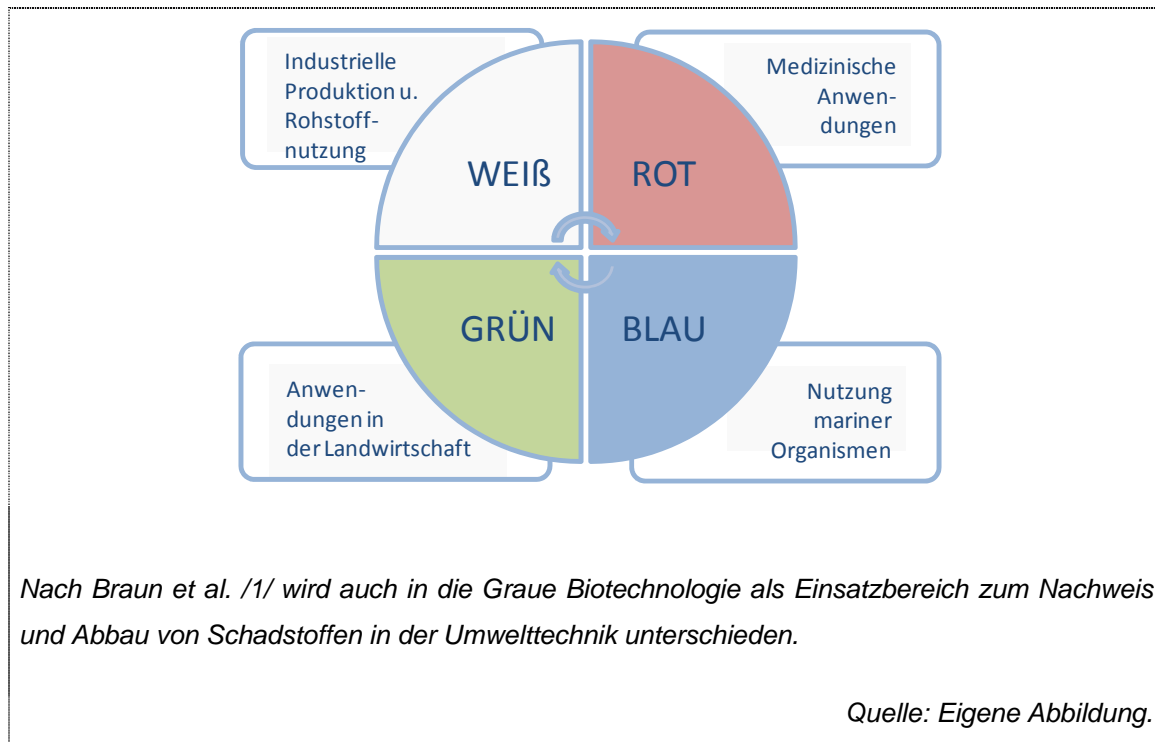 Industrielle
Produktion u.
Rohstoff-
nutzung
Medizinische
Anwen-
dungen
WEIß
ROT
GRÜN
BLAU
Anwen-
dungen in
der Landwirtschaft
Nutzung
mariner
Organismen
Nach Braun et al. /1/ wird auch in die Graue Biotechnologie als Einsatzbereich zum Nachweis
und Abbau von Schadstoffen in der Umwelttechnik unterschieden.
Quelle: Eigene Abbildung.